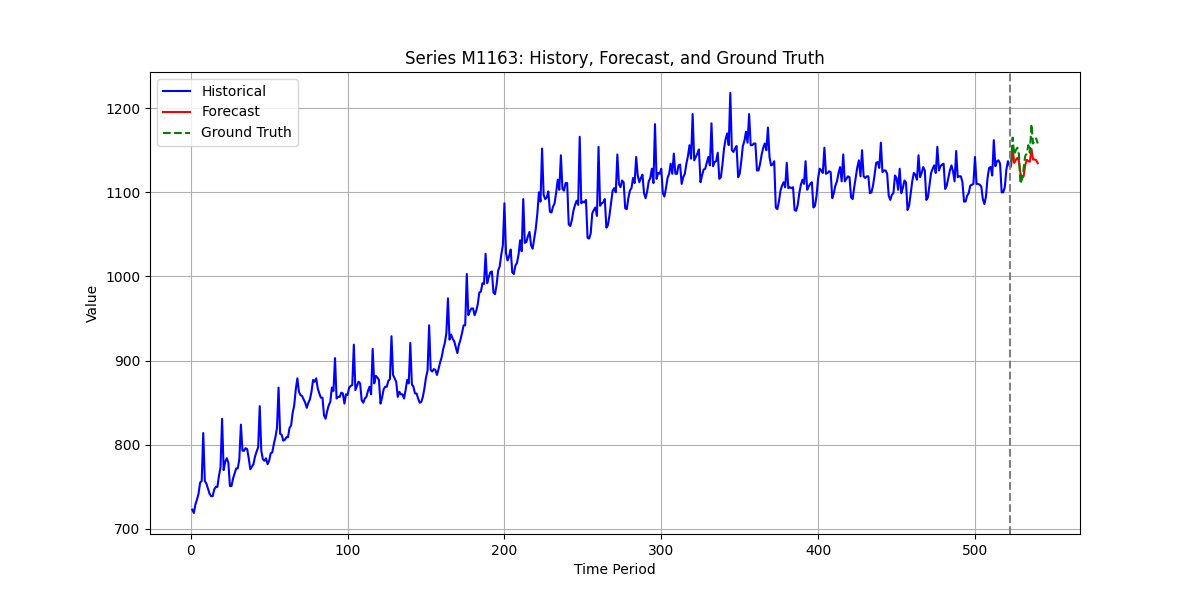 Series M1163: History, Forecast, and Ground Truth
Historical
Forecast
Ground Truth
1200
1100
1000
900
800
700
Value
0 100 200 300 400 500
Time Period